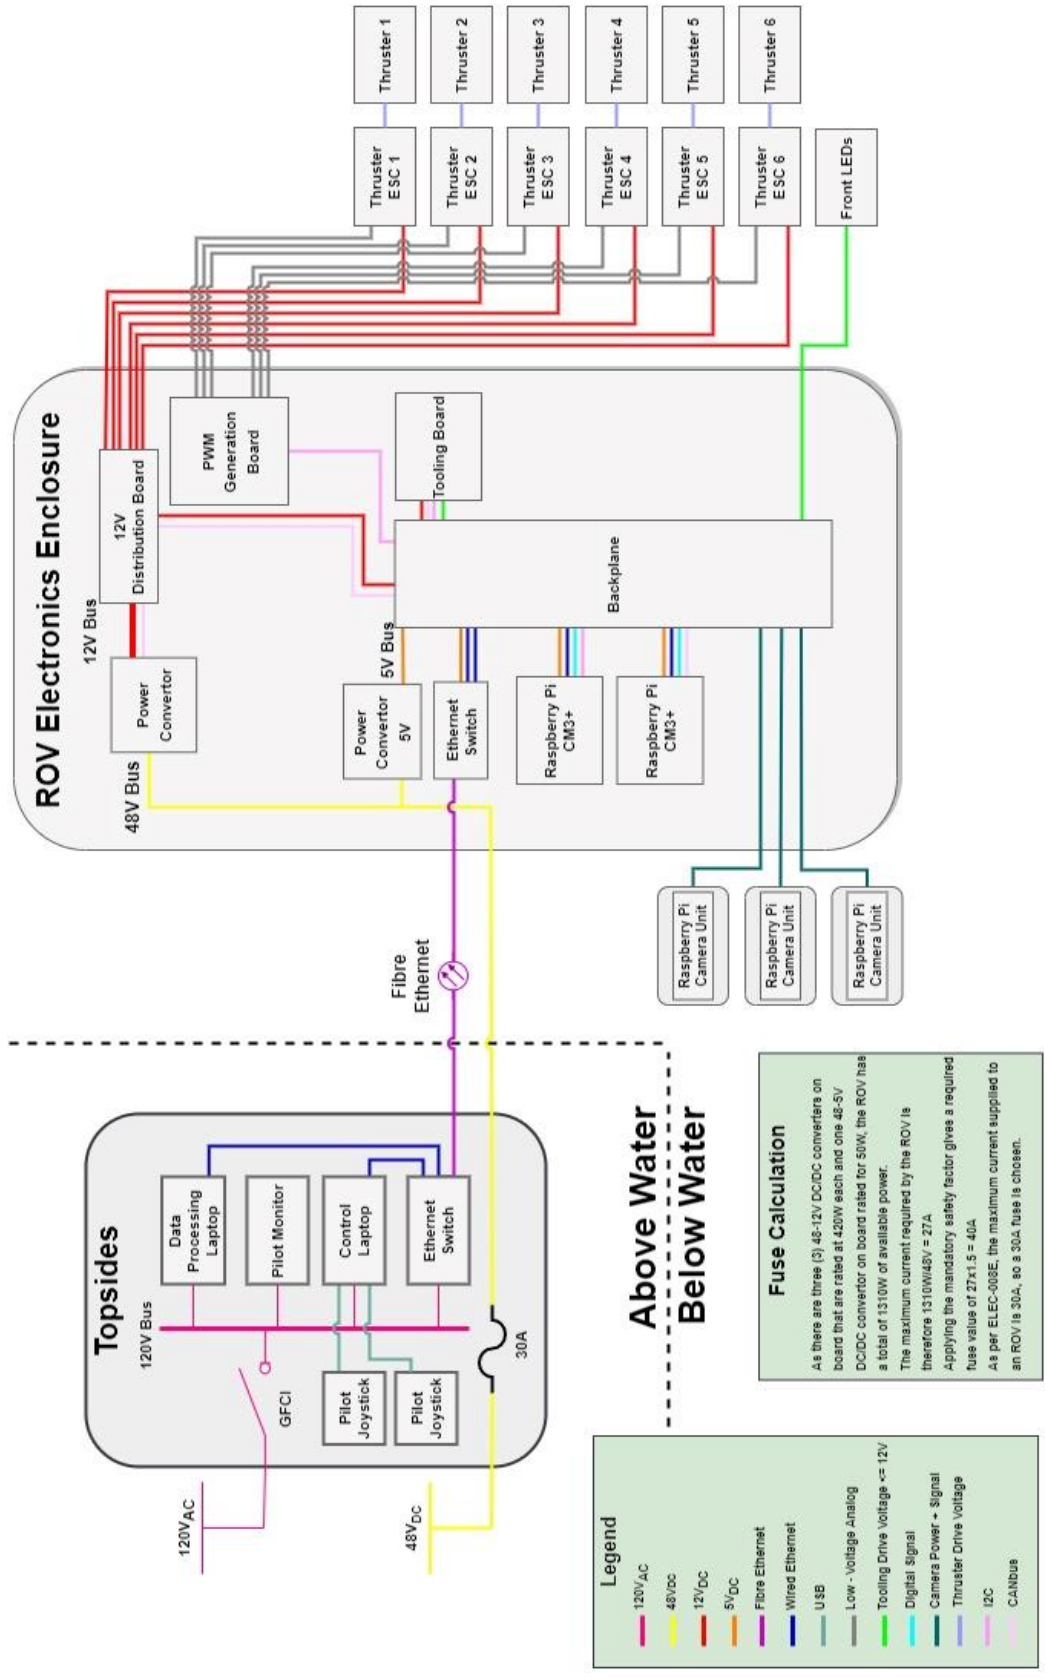 Topsides
120VAC
120V Bus
GFCI
48VDC
30A
Data
Processing
Laptop
Pilot Monitor
Control
Laptop
Ethernet
Switch
Pilot
Joystick
Pilot
Joystick
Fibre
Ethernet
Above Water
Below Water
ROV Electronics Enclosure
48V Bus
Power
Convertor
12V Bus
12V
Distribution Board
PWM
Generation
Board
Power
Convertor
5V
5V Bus
Ethernet
Switch
Raspberry Pi
CM3+
Raspberry Pi
CM3+
Backplane
Tooling Board
Thruster
ESC 1
Thruster 1
Thruster
ESC 2
Thruster 2
Thruster
ESC 3
Thruster 3
Thruster
ESC 4
Thruster 4
Thruster
ESC 5
Thruster 5
Thruster
ESC 6
Thruster 6
Front LEDs
Raspberry Pi
Camera Unit
Raspberry Pi
Camera Unit
Raspberry Pi
Camera Unit
Legend
120VAC
48VDC
12VDC
5VDC
Fibre Ethernet
Wired Ethernet
USB
Low - Voltage Analog
Tooling Drive Voltage <= 12V
Digital Signal
Camera Power + Signal
Thruster Drive Voltage
I2C
CANbus
Fuse Calculation
As there are three (3) 48-12V DC/DC converters on
board that are rated at 420W each and one 48-5V
DC/DC convertor on board rated for 50W, the ROV has
a total of 1310W of available power.
The maximum current required by the ROV is
therefore 1310W/48V = 27A
Applying the mandatory safety factor gives a required
fuse value of 27x1.5 = 40A
As per ELEC-008E, the maximum current supplied to
an ROV is 30A, so a 30A fuse is chosen.